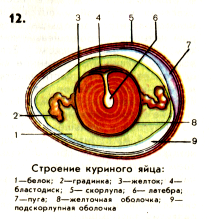 12.
3 4 5 6 7
2
1
8
9
Строение куриного яйца:
1—белок; 2—градинка; 3—желток; 4—
бластодиск; 5— скорлупа; 6— латебра;
7—пуга; 8—желточная оболочка; 9—
подскорлупная оболочка